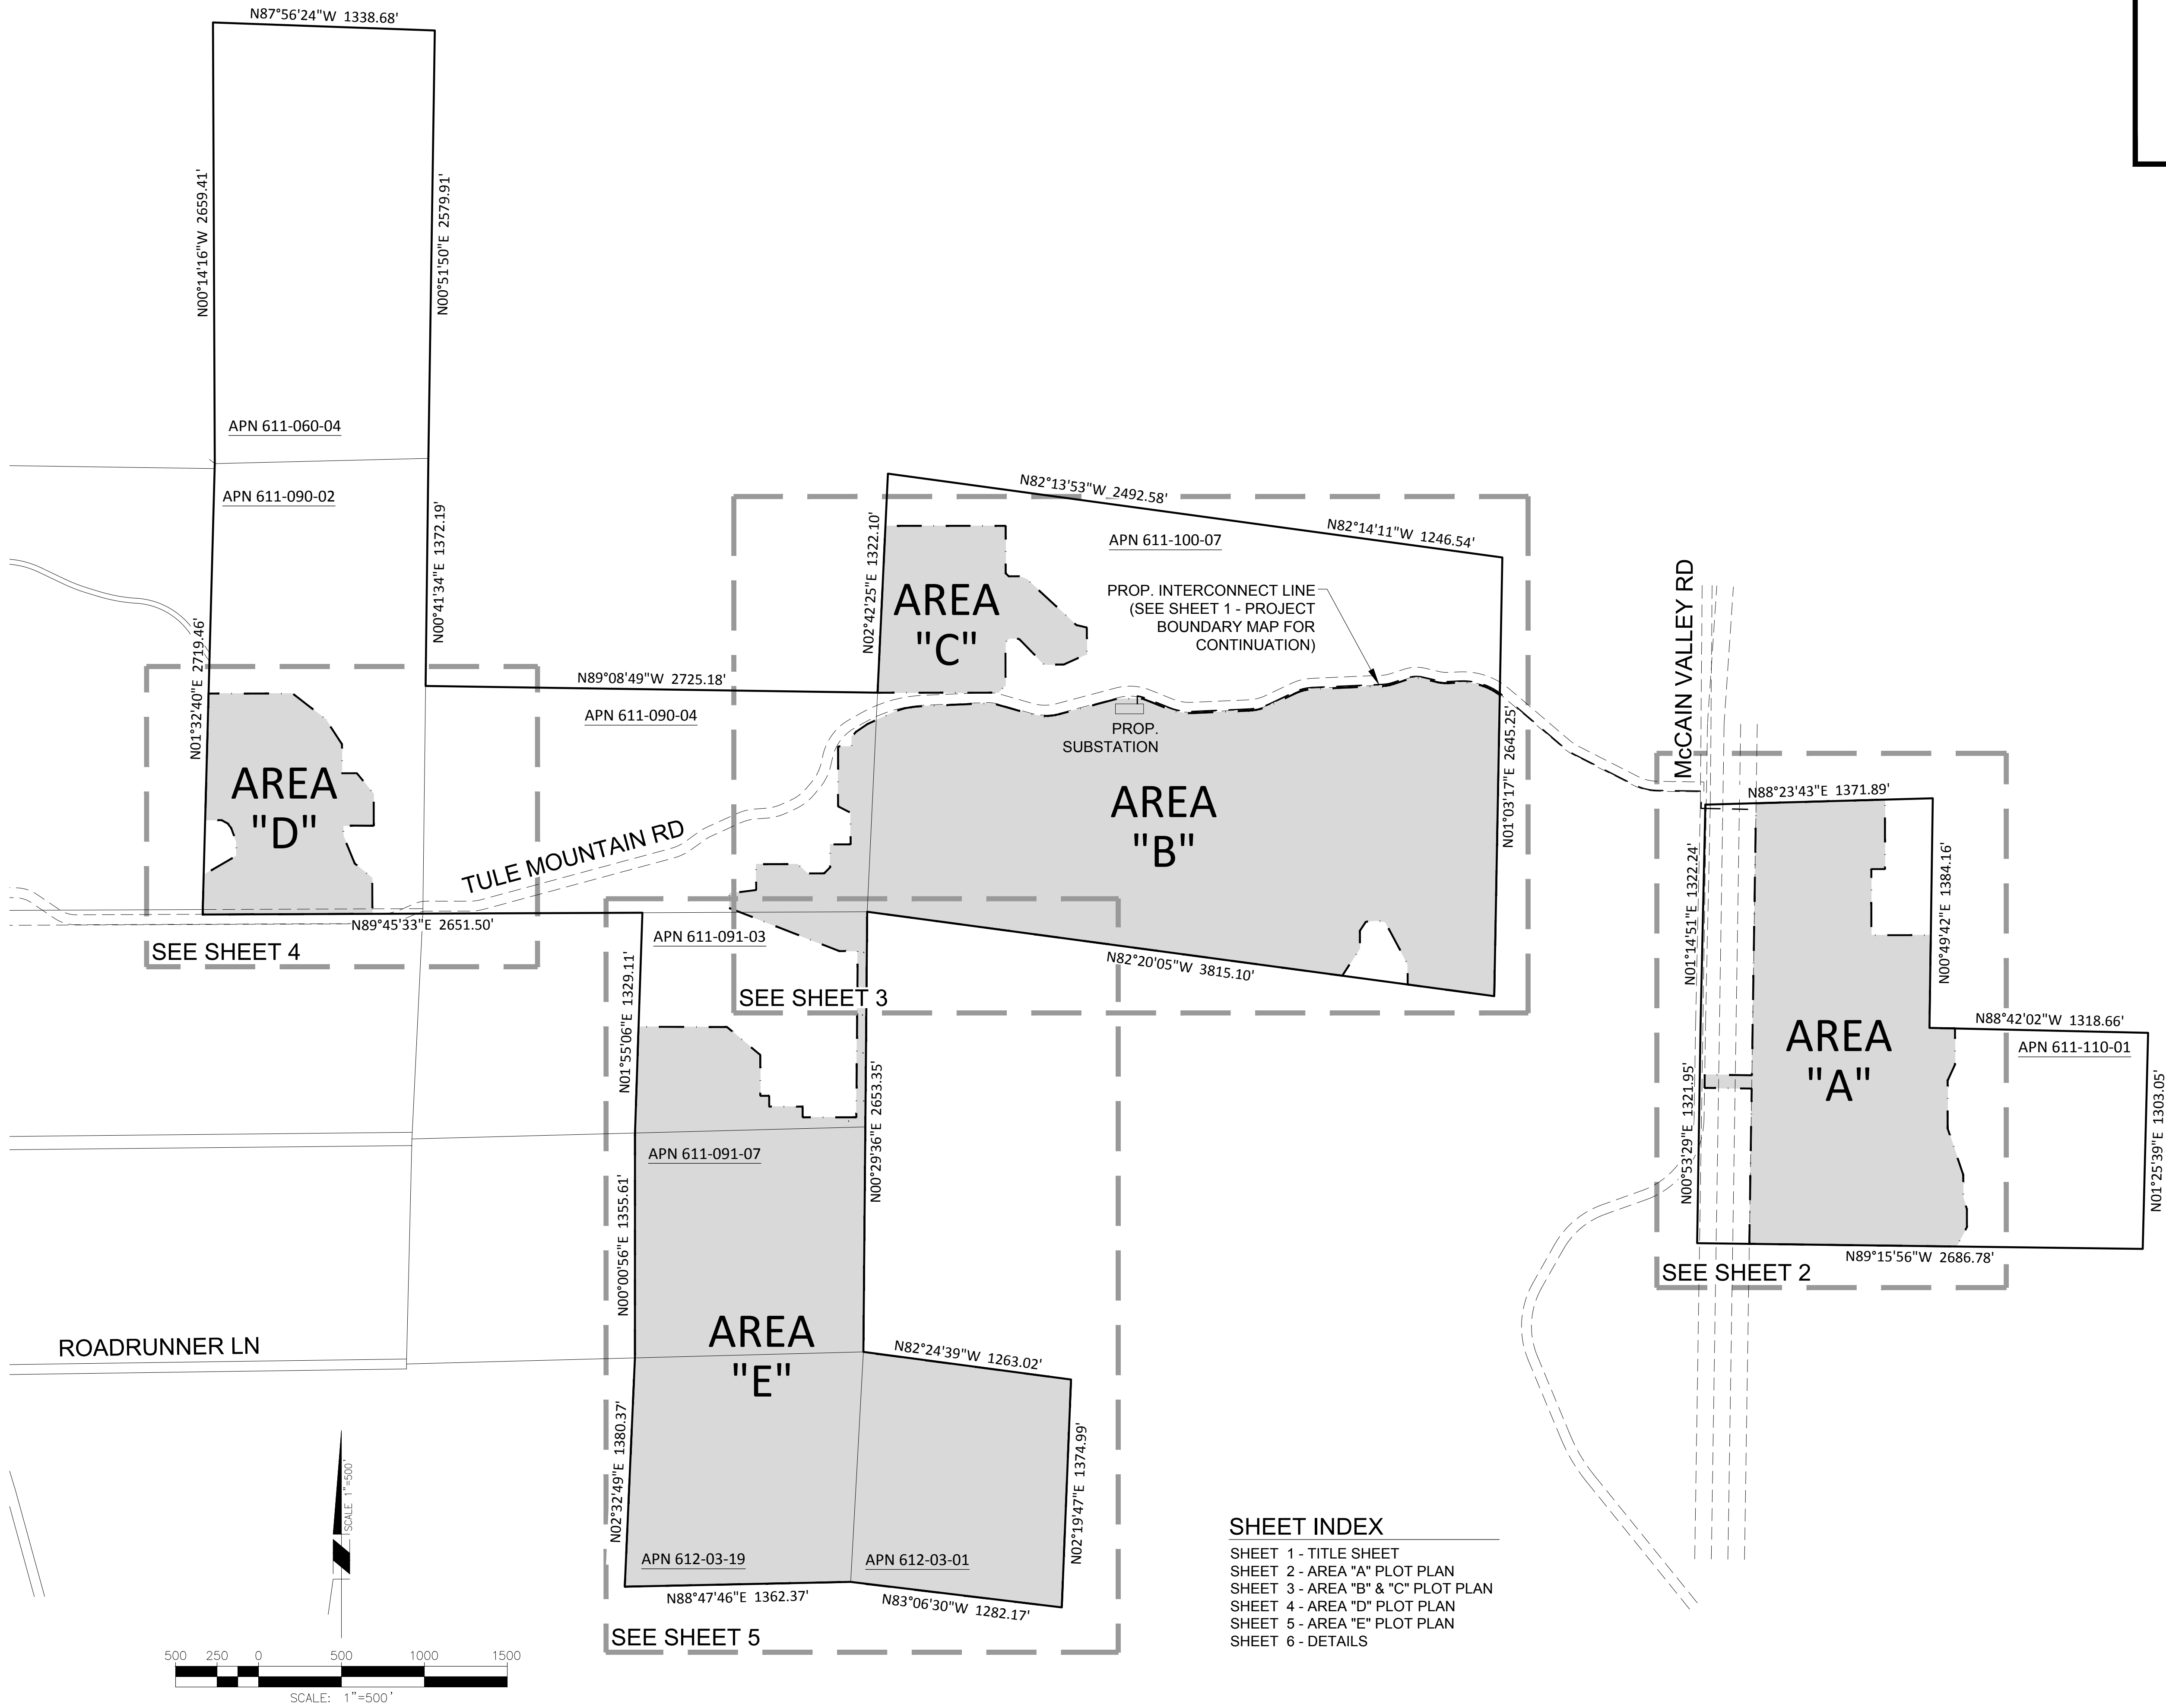 N87°56'24"W 1338.68'
N00°14'16"W 2659.41'
N00°51'50"E 2579.91'
APN 611-060-04
APN 611-090-02
N00°41'34"E 1372.19'
N01°32'40"E 2719.46'
AREA
"D"
SEE SHEET 4
N89°45'33"E 2651.50'
TULE MOUNTAIN RD
N89°08'49"W 2725.18'
APN 611-090-04
N82°13'53"W 2492.58'
N82°14'11"W 1246.54'
APN 611-100-07
N02°42'25"E 1322.10'
AREA
"C"
PROP. INTERCONNECT LINE
(SEE SHEET 1 - PROJECT
BOUNDARY MAP FOR
CONTINUATION)
PROP.
SUBSTATION
AREA
"B"
N01°03'17"E 2645.25'
N82°20'05"W 3815.10'
SEE SHEET 3
McCAIN VALLEY RD
N88°23'43"E 1371.89'
N01°14'51"E 1322.24'
N00°49'42"E 1384.16'
N88°42'02"W 1318.66'
APN 611-110-01
AREA
"A"
N00°53'29"E 1321.95'
N01°25'39"E 1303.05'
N89°15'56"W 2686.78'
SEE SHEET 2
APN 611-091-03
N01°55'06"E 1329.11'
N00°29'36"E 2653.35'
APN 611-091-07
N00°00'56"E 1355.61'
AREA
"E"
N82°24'39"W 1263.02'
N02°32'49"E 1380.37'
N02°19'47"E 1374.99'
APN 612-03-19
APN 612-03-01
N88°47'46"E 1362.37'
N83°06'30"W 1282.17'
SEE SHEET 5
ROADRUNNER LN
SCALE 1"=500'
500 250 0 500 1000 1500
SCALE: 1"=500'
SHEET INDEX
SHEET 1 - TITLE SHEET
SHEET 2 - AREA "A" PLOT PLAN
SHEET 3 - AREA "B" & "C" PLOT PLAN
SHEET 4 - AREA "D" PLOT PLAN
SHEET 5 - AREA "E" PLOT PLAN
SHEET 6 - DETAILS